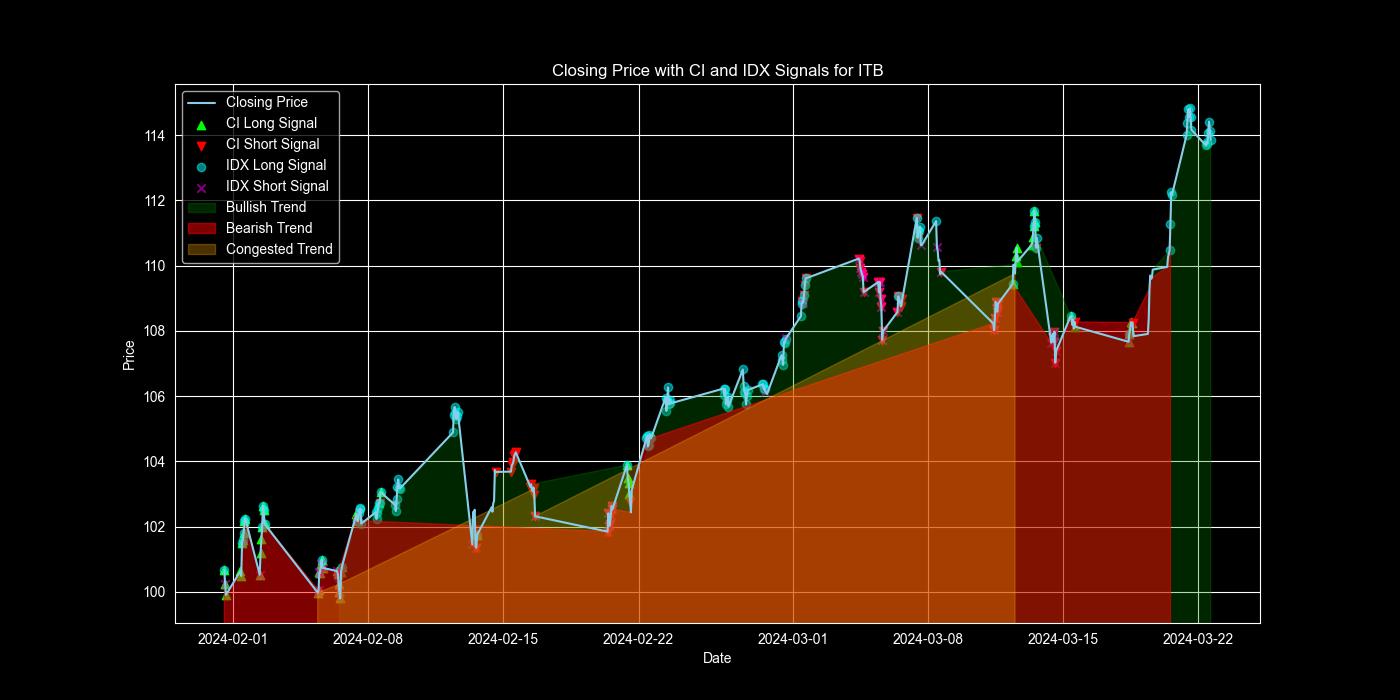 Closing Price with CI and IDX Signals for ITB
Closing Price
CI Long Signal
CI Short Signal
IDX Long Signal
IDX Short Signal
Bullish Trend
Bearish Trend
Congested Trend
114
112
110
108
106
104
102
100
Price
2024-02-01 2024-02-08 2024-02-15 2024-02-22 2024-03-01 2024-03-08 2024-03-15 2024-03-22
Date